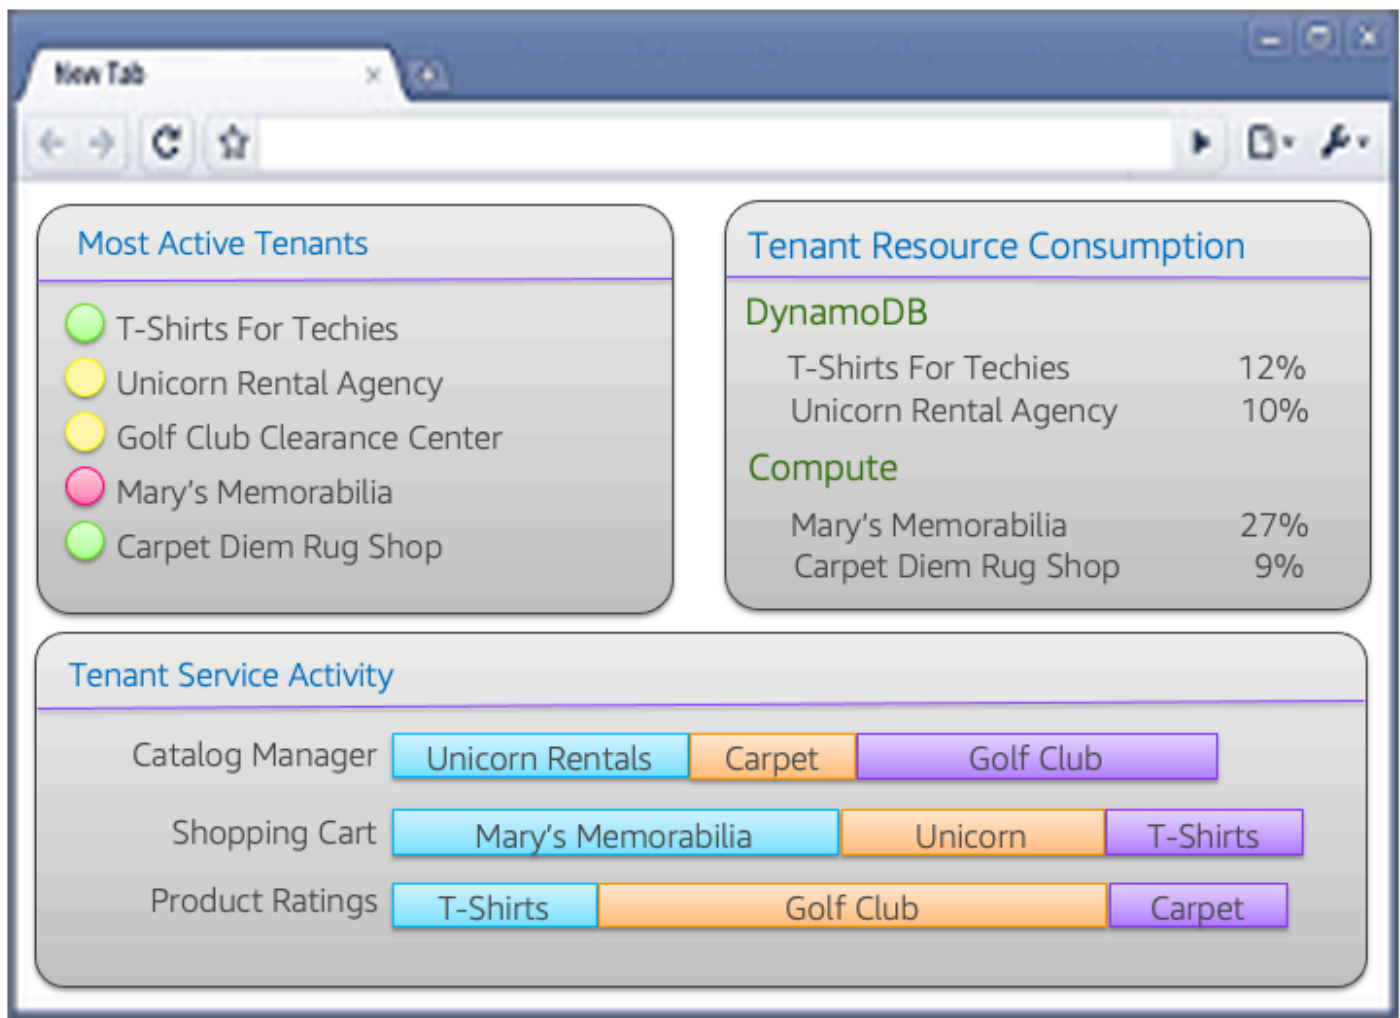 New Tab
Most Active Tenants
T-Shirts For Techies
Unicorn Rental Agency
Golf Club Clearance Center
Mary's Memorabilia
Carpet Diem Rug Shop
Tenant Resource Consumption
DynamoDB
T-Shirts For Techies 12%
Unicorn Rental Agency 10%
Compute
Mary's Memorabilia 27%
Carpet Diem Rug Shop 9%
Tenant Service Activity
Catalog Manager Unicorn Rentals Carpet Golf Club
Shopping Cart Mary's Memorabilia Unicorn T-Shirts
Product Ratings T-Shirts Golf Club Carpet